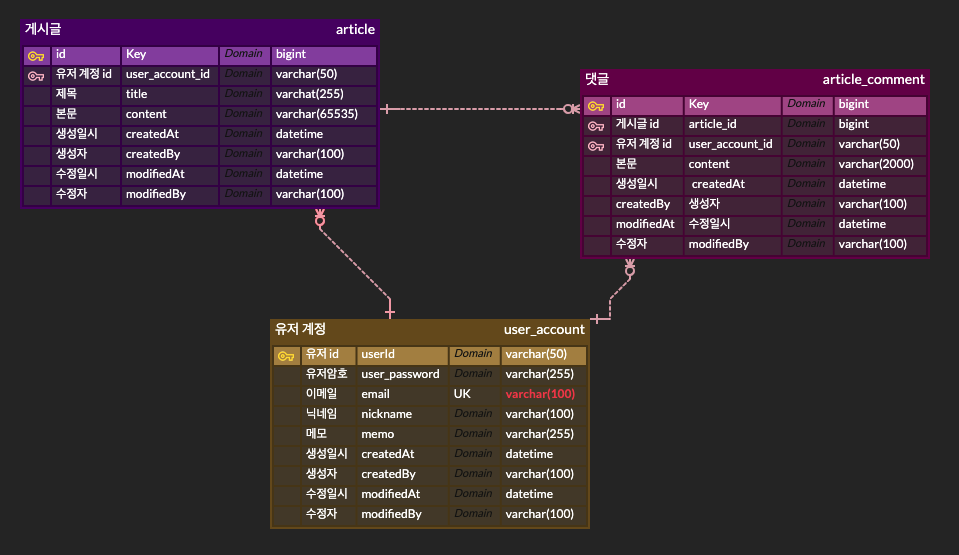 게시글 article
id Key Domain bigint
유저 계정 id user_account_id Domain varchar(50)
제목 title Domain varchat(255)
본문 content Domain varchar(65535)
생성일시 createdAt Domain datetime
생성자 createdBy Domain varchar(100)
수정일시 modifiedAt Domain datetime
수정자 modifiedBy Domain varchar(100)
댓글 article_comment
id Key Domain bigint
게시글 id article_id Domain bigint
유저 계정 id user_account_id Domain varchar(50)
본문 content Domain varchar(2000)
생성일시 createdAt Domain datetime
createdBy 생성자 Domain varchar(100)
modifiedAt 수정일시 Domain datetime
수정자 modifiedBy Domain varchar(100)
유저 계정 user_account
유저 id userId Domain varchar(50)
유저암호 user_password Domain varchar(255)
이메일 email UK varchar(100)
닉네임 nickname Domain varchar(100)
메모 memo Domain varchar(255)
생성일시 createdAt Domain datetime
생성자 createdBy Domain varchar(100)
수정일시 modifiedAt Domain datetime
수정자 modifiedBy Domain varchar(100)